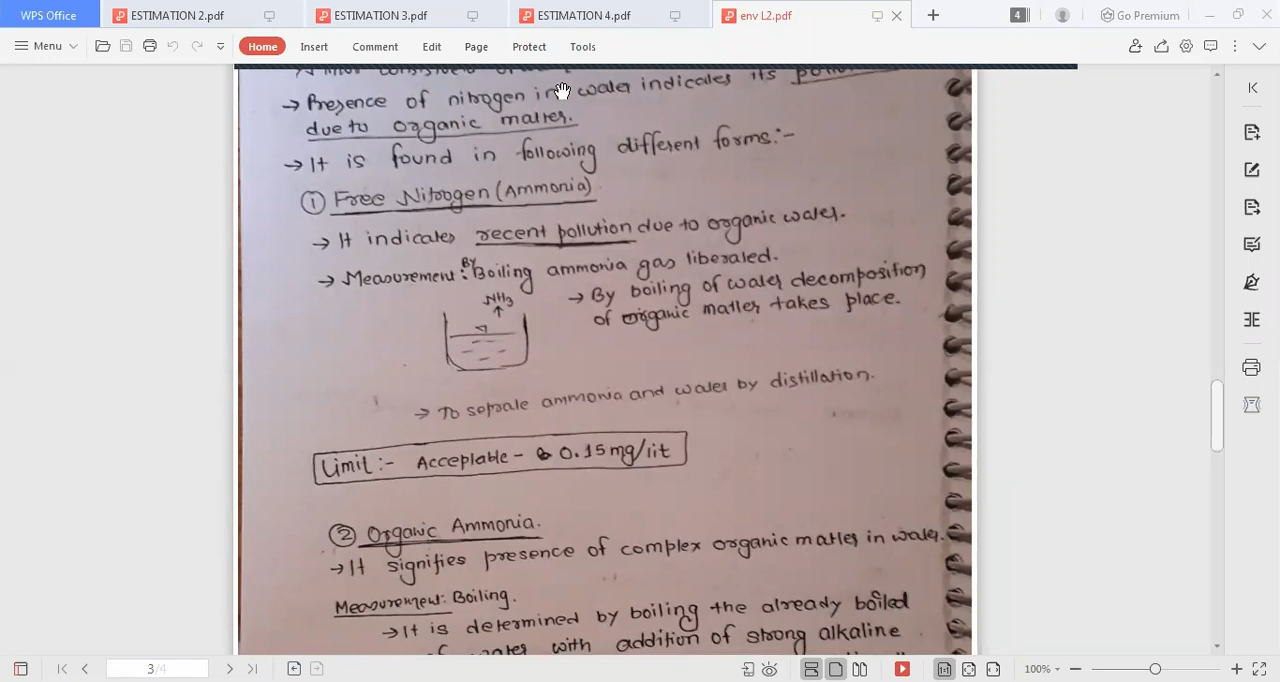 WPS Office
ESTIMATION 2.pdf
ESTIMATION 3.pdf
ESTIMATION 4.pdf
env L2.pdf
4
Go Premium
Menu
Home
Insert
Comment
Edit
Page
Protect
Tools
→ Presence of nitrogen in water indicates its
due to organic matter.
→ It is found in following different forms:-
① Free Nitrogen (Ammonia)
→ It indicates recent pollution due to organic water.
→ Measurement: By Boiling ammonia gas liberaled.
NH3
→ By boiling of water decomposition
of organic matter takes place.
→ To seprale ammonia and water by distillation.
Limit:- Acceptable - 0.15 mg/lit
② Organic Ammonia.
→ It signifies presence of complex organic matter in water.
Measurement: Boiling.
→ It is determined by boiling the already boiled
of water with addition of strong alkaline
3/4
100%